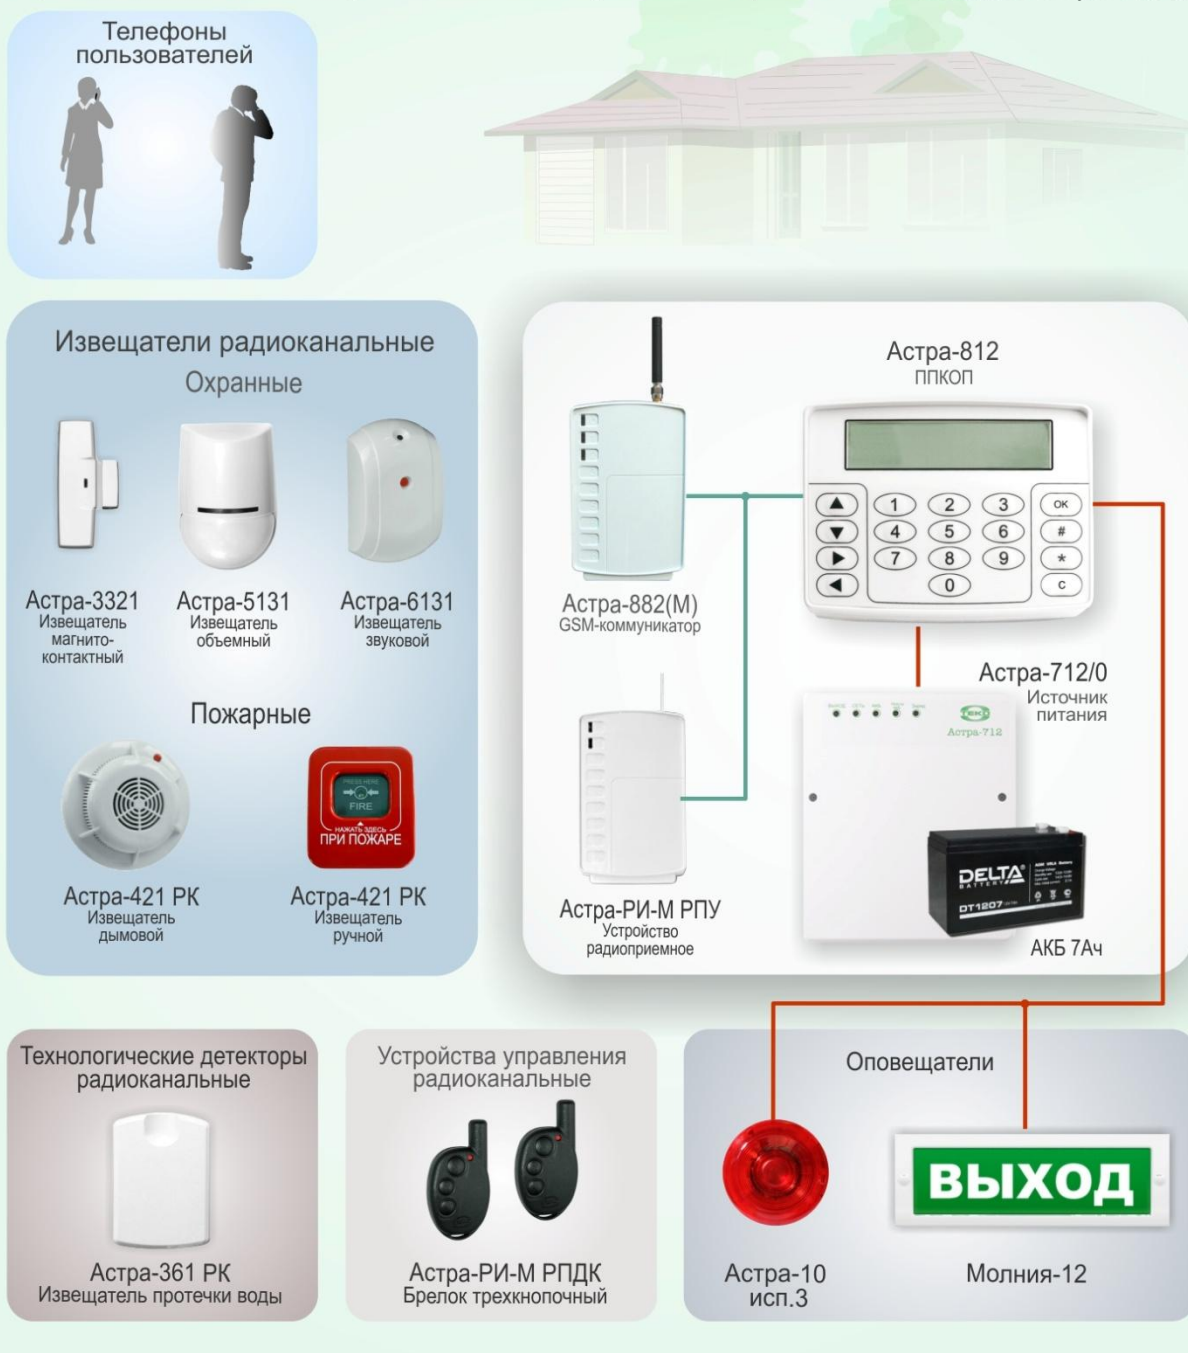 Телефоны
пользователей
Извещатели радиоканальные
Охранные
Астра-3321
Извещатель
магнито-
контактный
Астра-5131
Извещатель
объемный
Астра-6131
Извещатель
звуковой
Пожарные
Астра-421 РК
Извещатель
дымовой
PRESS HERE
FIRE
НАЖАТЬ ЗДЕСЬ
ПРИ ПОЖАРЕ
Астра-421 РК
Извещатель
ручной
Астра-812
ППКОП
1 2 3 OK
4 5 6 #
7 8 9 *
0 C
Астра-882(М)
GSM-коммуникатор
Астра-712/0
Источник
питания
Астра-712
DELTA
BATTERY
DT1207
АКБ 7Ач
Астра-РИ-М РПУ
Устройство
радиоприемное
Технологические детекторы
радиоканальные
Астра-361 РК
Извещатель протечки воды
Устройства управления
радиоканальные
Астра-РИ-М РПДК
Брелок трехкнопочный
Оповещатели
Астра-10
исп.3
ВЫХОД
Молния-12